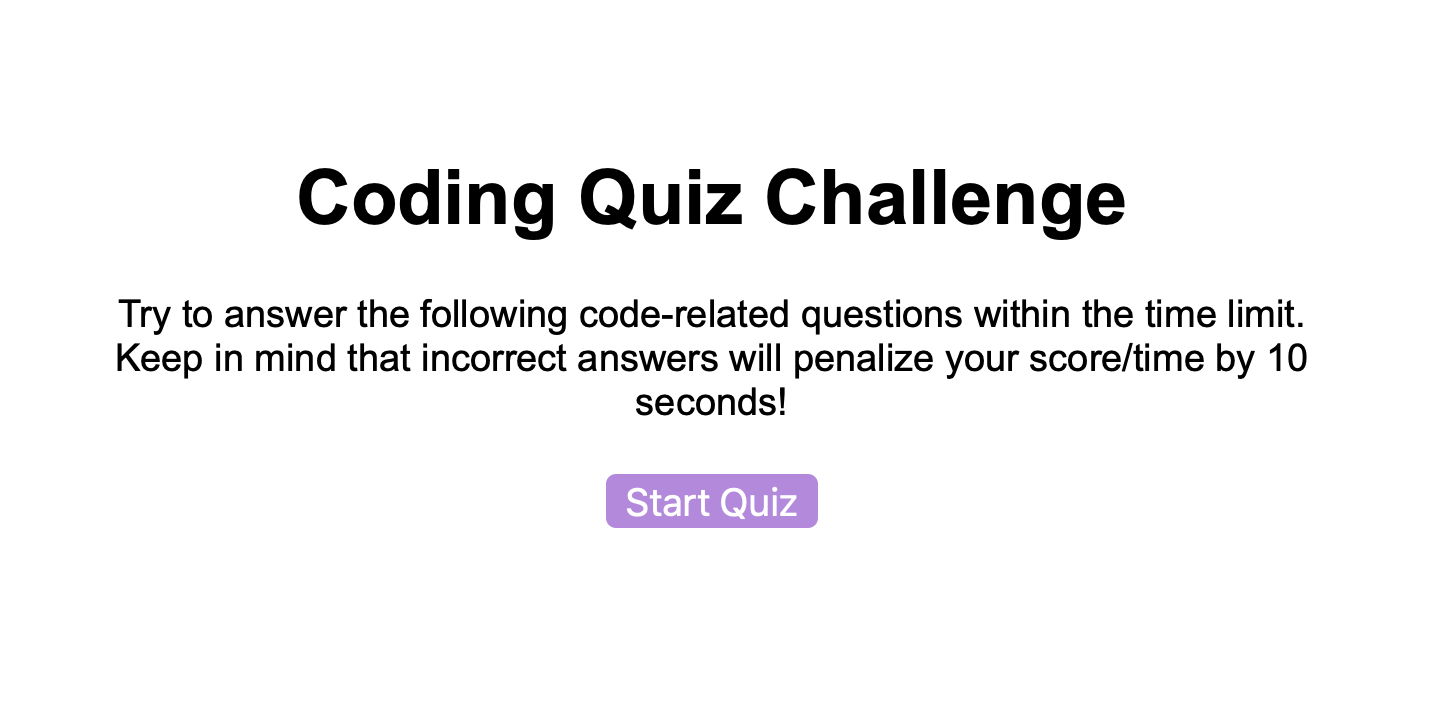 Coding Quiz Challenge
Try to answer the following code-related questions within the time limit.
Keep in mind that incorrect answers will penalize your score/time by 10
seconds!
Start Quiz